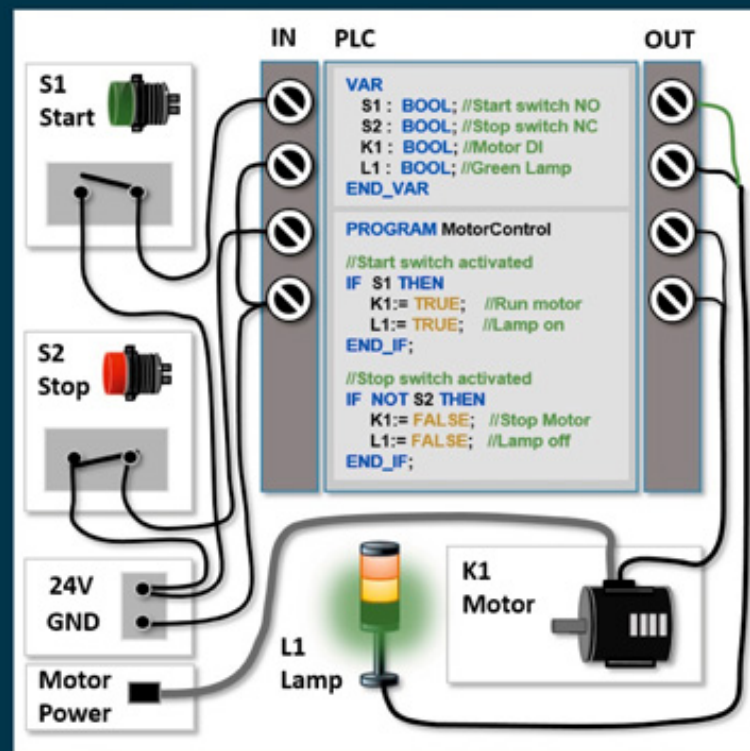 IN
PLC
OUT
S1
Start
VAR
S1 : BOOL; //Start switch NO
S2 : BOOL; //Stop switch NC
K1 : BOOL; //Motor DI
L1 : BOOL; //Green Lamp
END_VAR
PROGRAM MotorControl
//Start switch activated
IF S1 THEN
K1:= TRUE; //Run motor
L1:= TRUE; //Lamp on
END_IF;
//Stop switch activated
IF NOT S2 THEN
K1:= FALSE; //Stop Motor
L1:= FALSE; //Lamp off
END_IF;
S2
Stop
24V
GND
Motor
Power
L1
Lamp
K1
Motor